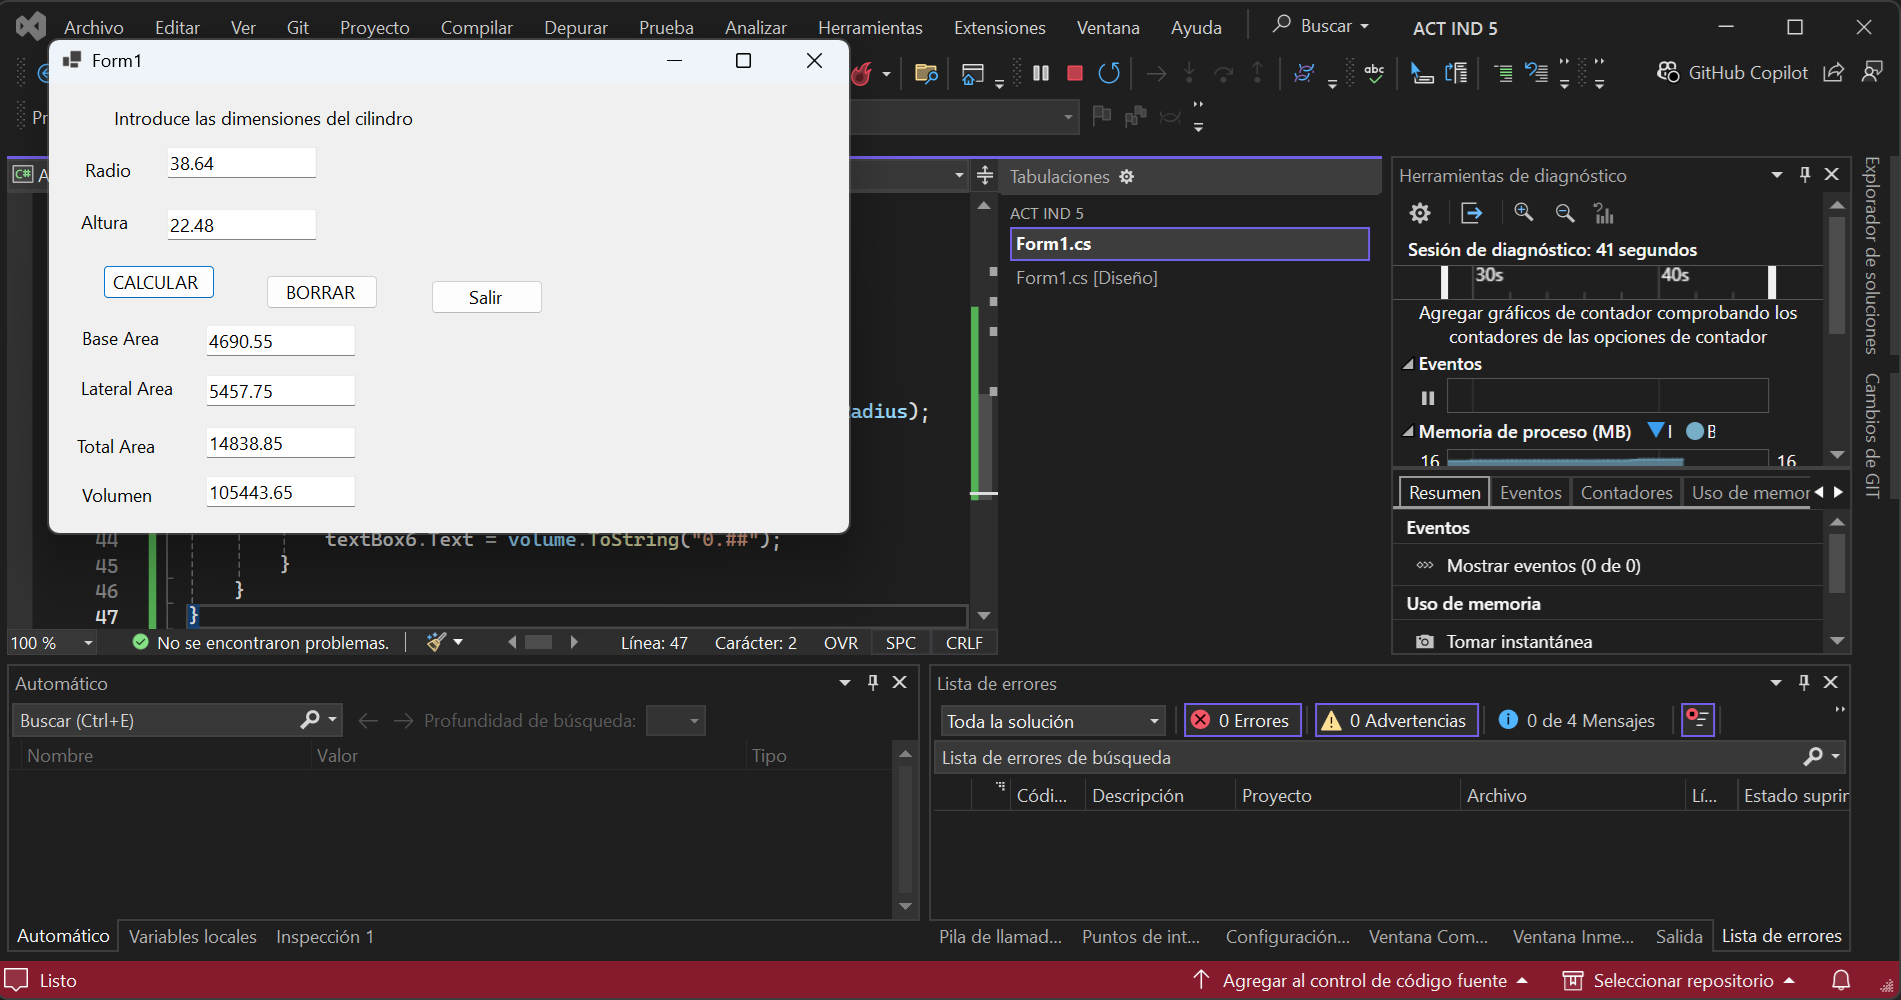 Archivo Editar Ver Git Proyecto Compilar Depurar Prueba Analizar Herramientas Extensiones Ventana Ayuda Buscar ACT IND 5
Form1
GitHub Copilot
Introduce las dimensiones del cilindro
Radio 38.64
Altura 22.48
CALCULAR BORRAR Salir
Base Area 4690.55
Lateral Area 5457.75
Total Area 14838.85
Volumen 105443.65
Pr
abc
C# A
adius);
44 textBox6.Text = volume.ToString("0.##");
45 }
46 }
47 }
100 % No se encontraron problemas. Línea: 47 Carácter: 2 OVR SPC CRLF
Tabulaciones
ACT IND 5
Form1.cs
Form1.cs [Diseño]
Herramientas de diagnóstico
Sesión de diagnóstico: 41 segundos
30s 40s
Agregar gráficos de contador comprobando los
contadores de las opciones de contador
Eventos
Memoria de proceso (MB) I B
16 16
Resumen Eventos Contadores Uso de memor
Eventos
Mostrar eventos (0 de 0)
Uso de memoria
Tomar instantánea
Explorador de soluciones
Cambios de GIT
Automático
Buscar (Ctrl+E) Profundidad de búsqueda:
Nombre Valor Tipo
Automático Variables locales Inspección 1
Lista de errores
Toda la solución 0 Errores 0 Advertencias 0 de 4 Mensajes
Lista de errores de búsqueda
Códi... Descripción Proyecto Archivo Lí... Estado suprir
Pila de llamad... Puntos de int... Configuración... Ventana Com... Ventana Inme... Salida Lista de errores
Listo Agregar al control de código fuente Seleccionar repositorio